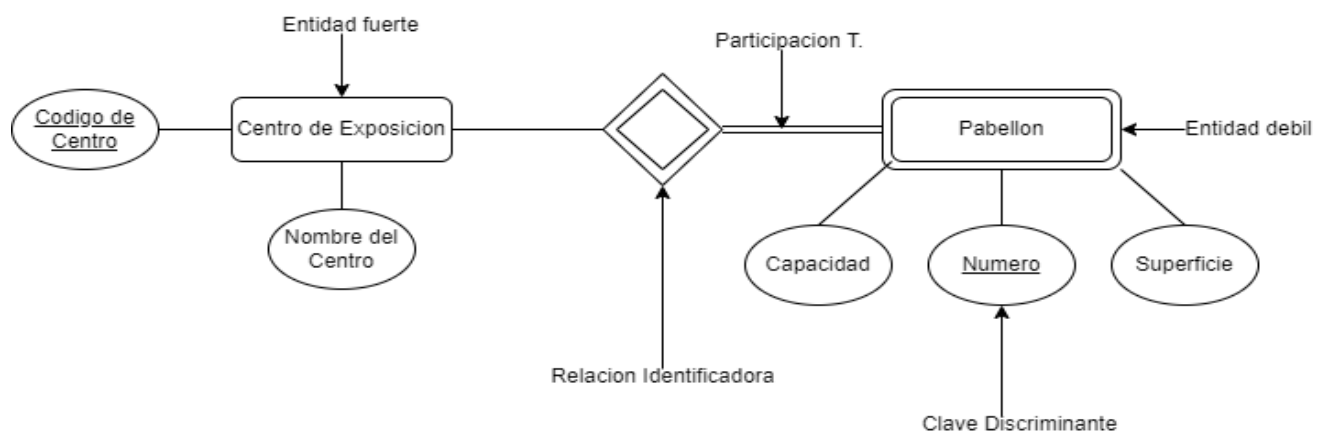 Entidad fuerte
Participacion T.
Codigo de
Centro
Centro de Exposicion
Pabellon
Entidad debil
Nombre del
Centro
Capacidad
Numero
Superficie
Relacion Identificadora
Clave Discriminante